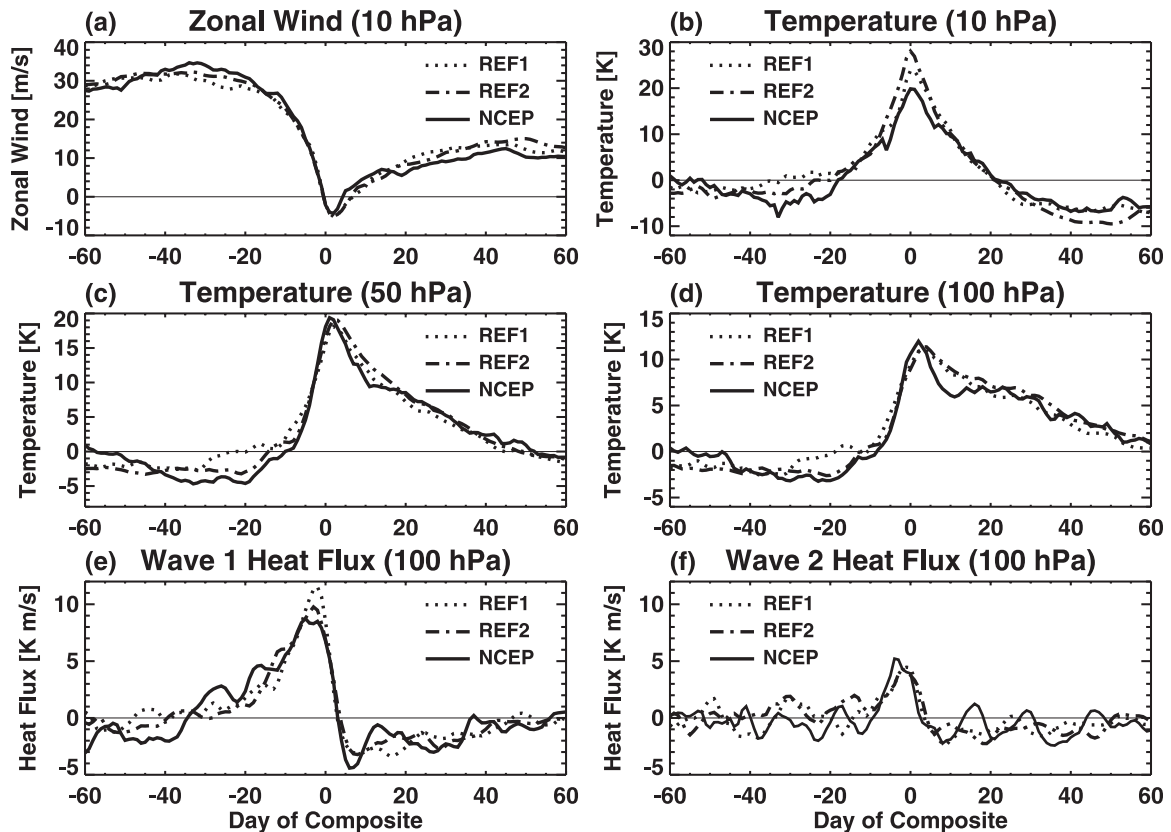 (a) Zonal Wind (10 hPa)
Zonal Wind [m/s]
40
30
20
10
0
-10
REF1
REF2
NCEP
-60 -40 -20 0 20 40 60
(b) Temperature (10 hPa)
Temperature [K]
30
20
10
0
-10
REF1
REF2
NCEP
-60 -40 -20 0 20 40 60
(c) Temperature (50 hPa)
Temperature [K]
20
15
10
5
0
-5
REF1
REF2
NCEP
-60 -40 -20 0 20 40 60
(d) Temperature (100 hPa)
Temperature [K]
15
10
5
0
-5
REF1
REF2
NCEP
-60 -40 -20 0 20 40 60
(e) Wave 1 Heat Flux (100 hPa)
Heat Flux [K m/s]
10
5
0
-5
REF1
REF2
NCEP
-60 -40 -20 0 20 40 60
Day of Composite
(f) Wave 2 Heat Flux (100 hPa)
Heat Flux [K m/s]
10
5
0
-5
REF1
REF2
NCEP
-60 -40 -20 0 20 40 60
Day of Composite